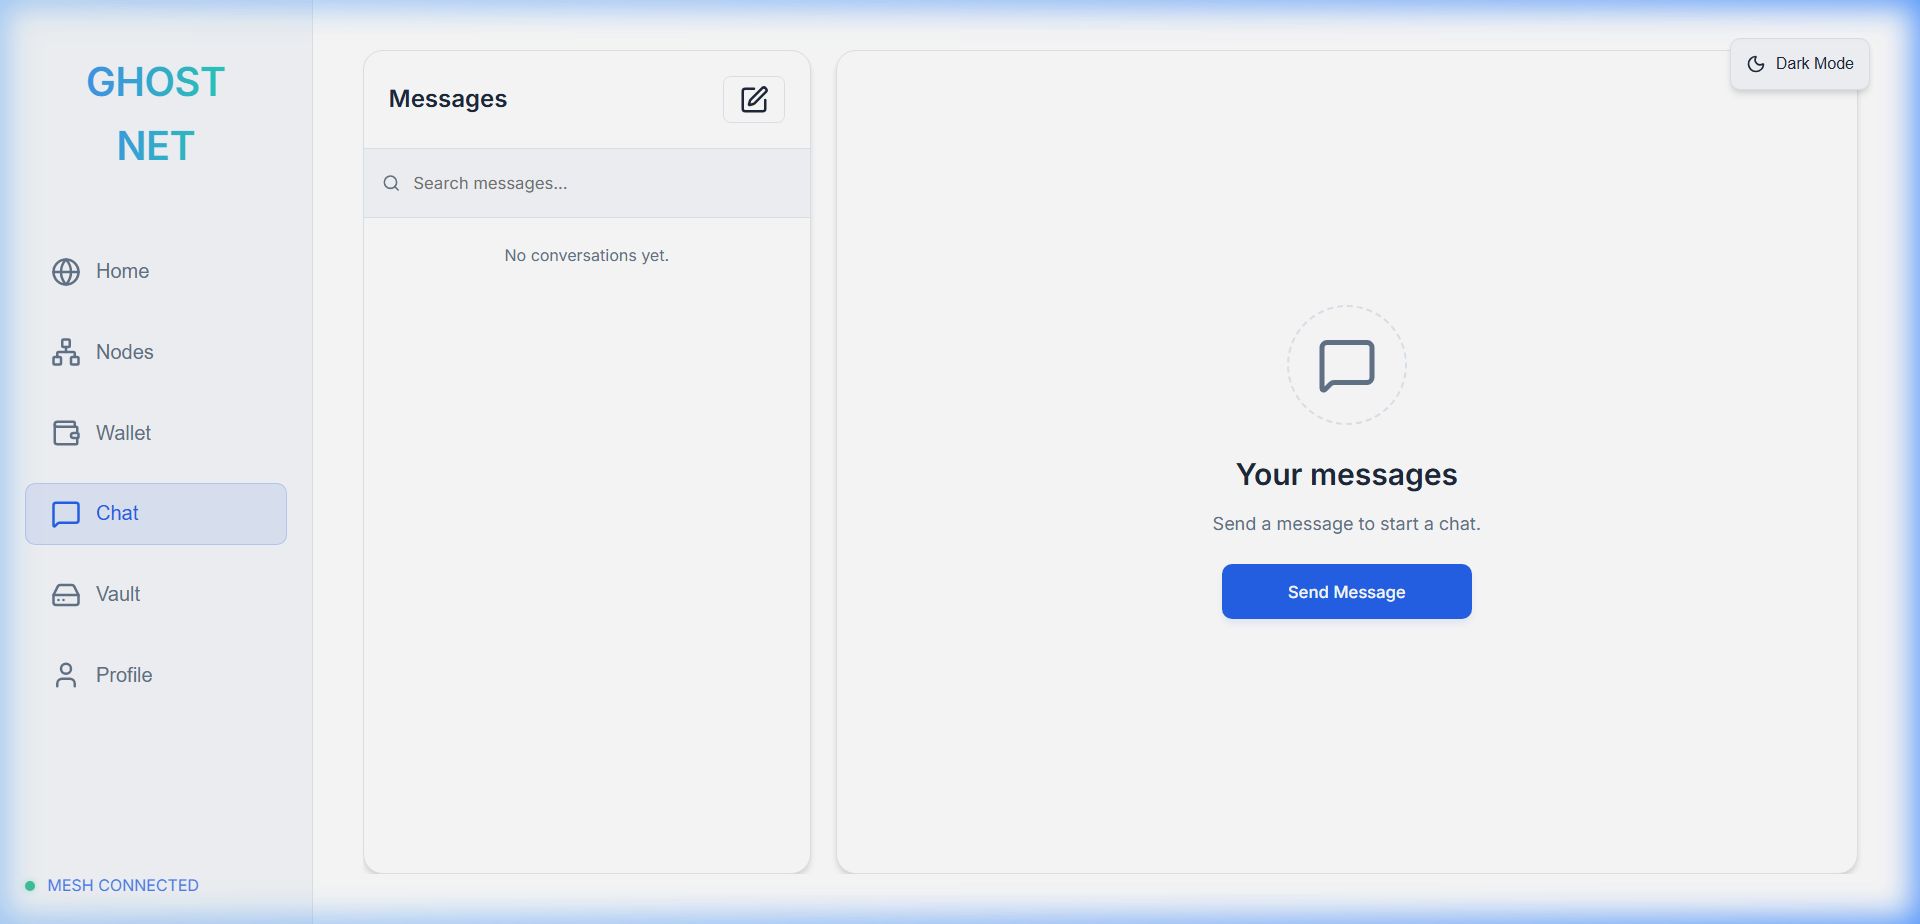 GHOST
NET
Home
Nodes
Wallet
Chat
Vault
Profile
MESH CONNECTED
Messages
Search messages...
No conversations yet.
Dark Mode
Your messages
Send a message to start a chat.
Send Message